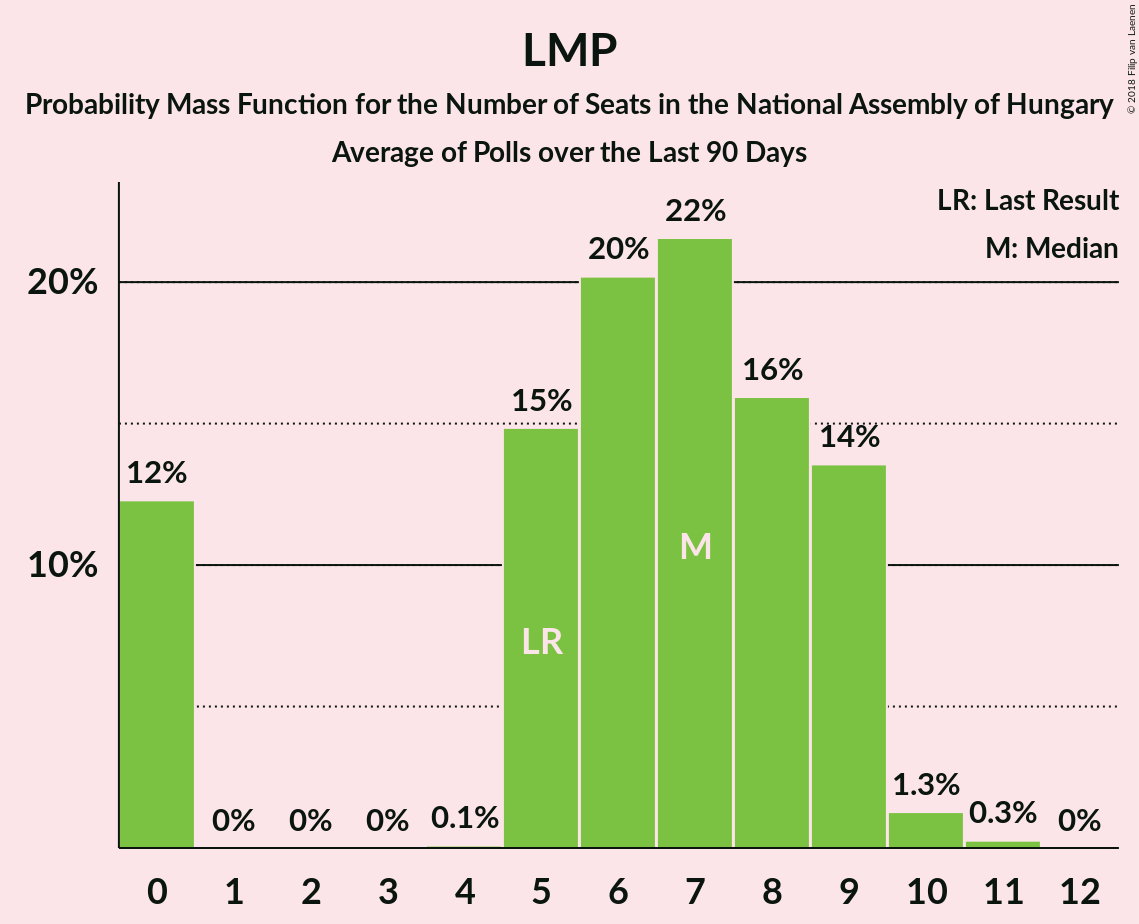 LMP
Probability Mass Function for the Number of Seats in the National Assembly of Hungary
Average of Polls over the Last 90 Days
© 2018 Filip van Laenen
LR: Last Result
M: Median
20%
10%
12%
0%
0%
0%
0.1%
15%
20%
22%
16%
14%
1.3%
0.3%
0%
LR
M
0 1 2 3 4 5 6 7 8 9 10 11 12